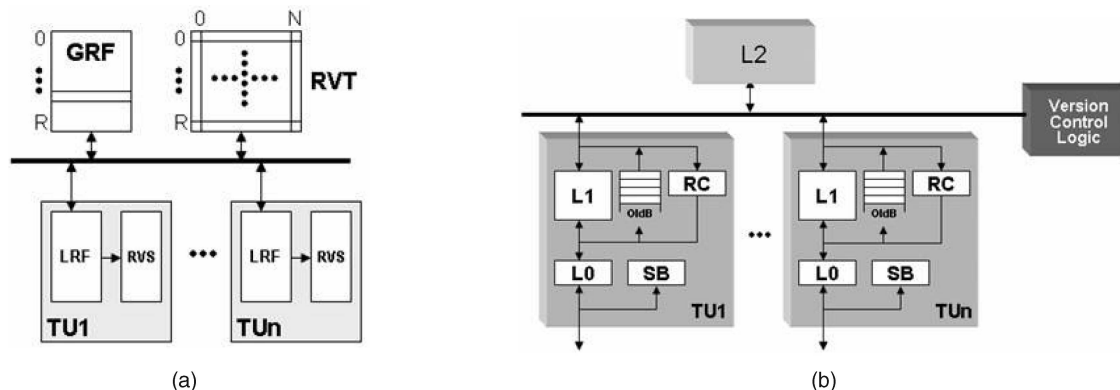 0
GRF
R
0 N
0
RVT
R
LRF
RVS
TU1
LRF
RVS
TUn
(a)
L2
Version
Control
Logic
L1
OldB
RC
L0
SB
TU1
L1
OldB
RC
L0
SB
TUn
(b)